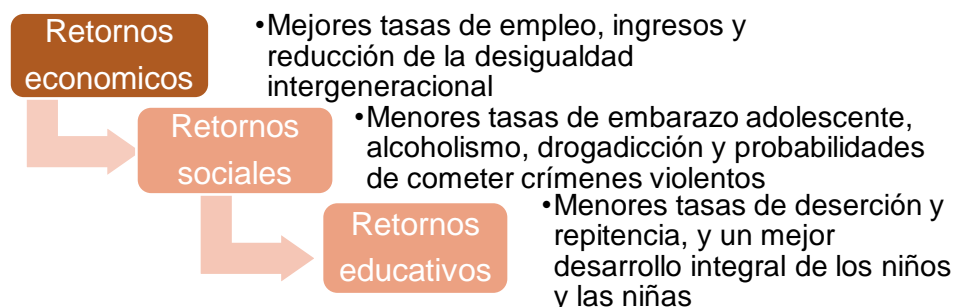 Retornos
economicos
•Mejores tasas de empleo, ingresos y
reducción de la desigualdad
intergeneracional
Retornos
sociales
•Menores tasas de embarazo adolescente,
alcoholismo, drogadicción y probabilidades
de cometer crímenes violentos
Retornos
educativos
•Menores tasas de deserción y
repitencia, y un mejor
desarrollo integral de los niños
y las niñas